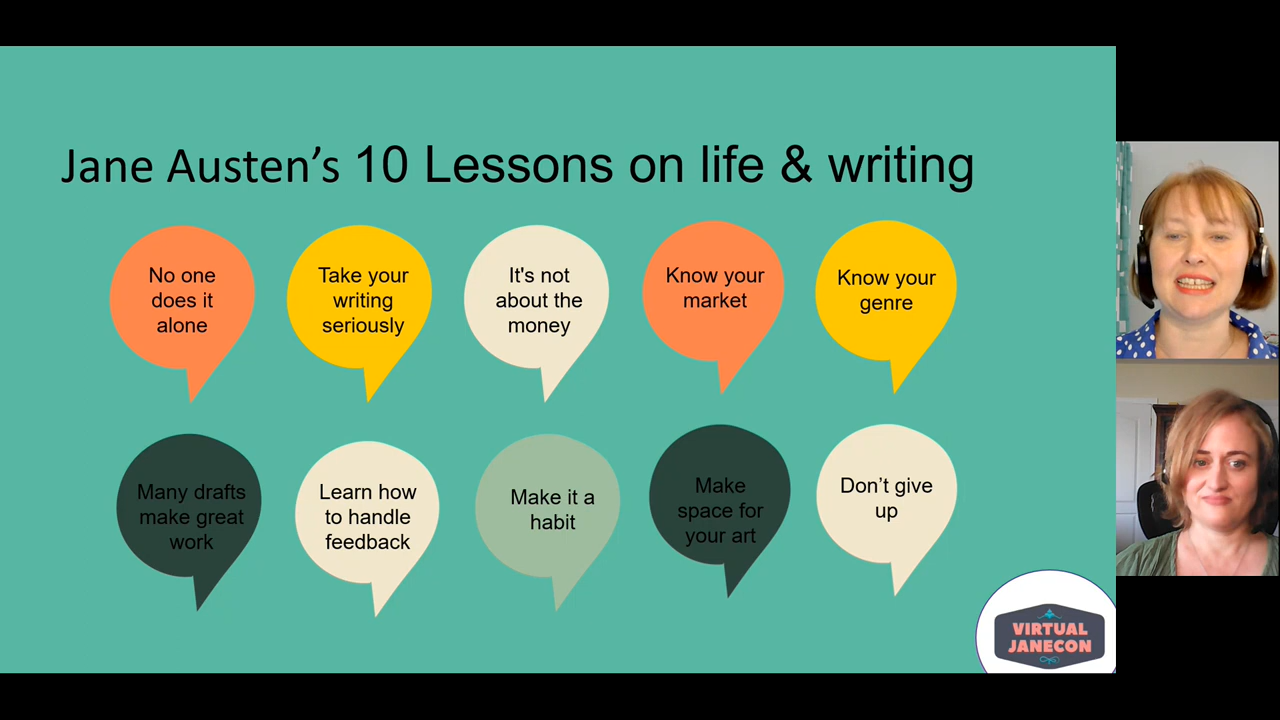 Jane Austen’s 10 Lessons on life & writing
No one
does it
alone
Take your
writing
seriously
It's not
about the
money
Know your
market
Know your
genre
Many drafts
make great
work
Learn how
to handle
feedback
Make it a
habit
Make
space for
your art
Don’t give
up
VIRTUAL
JANECON